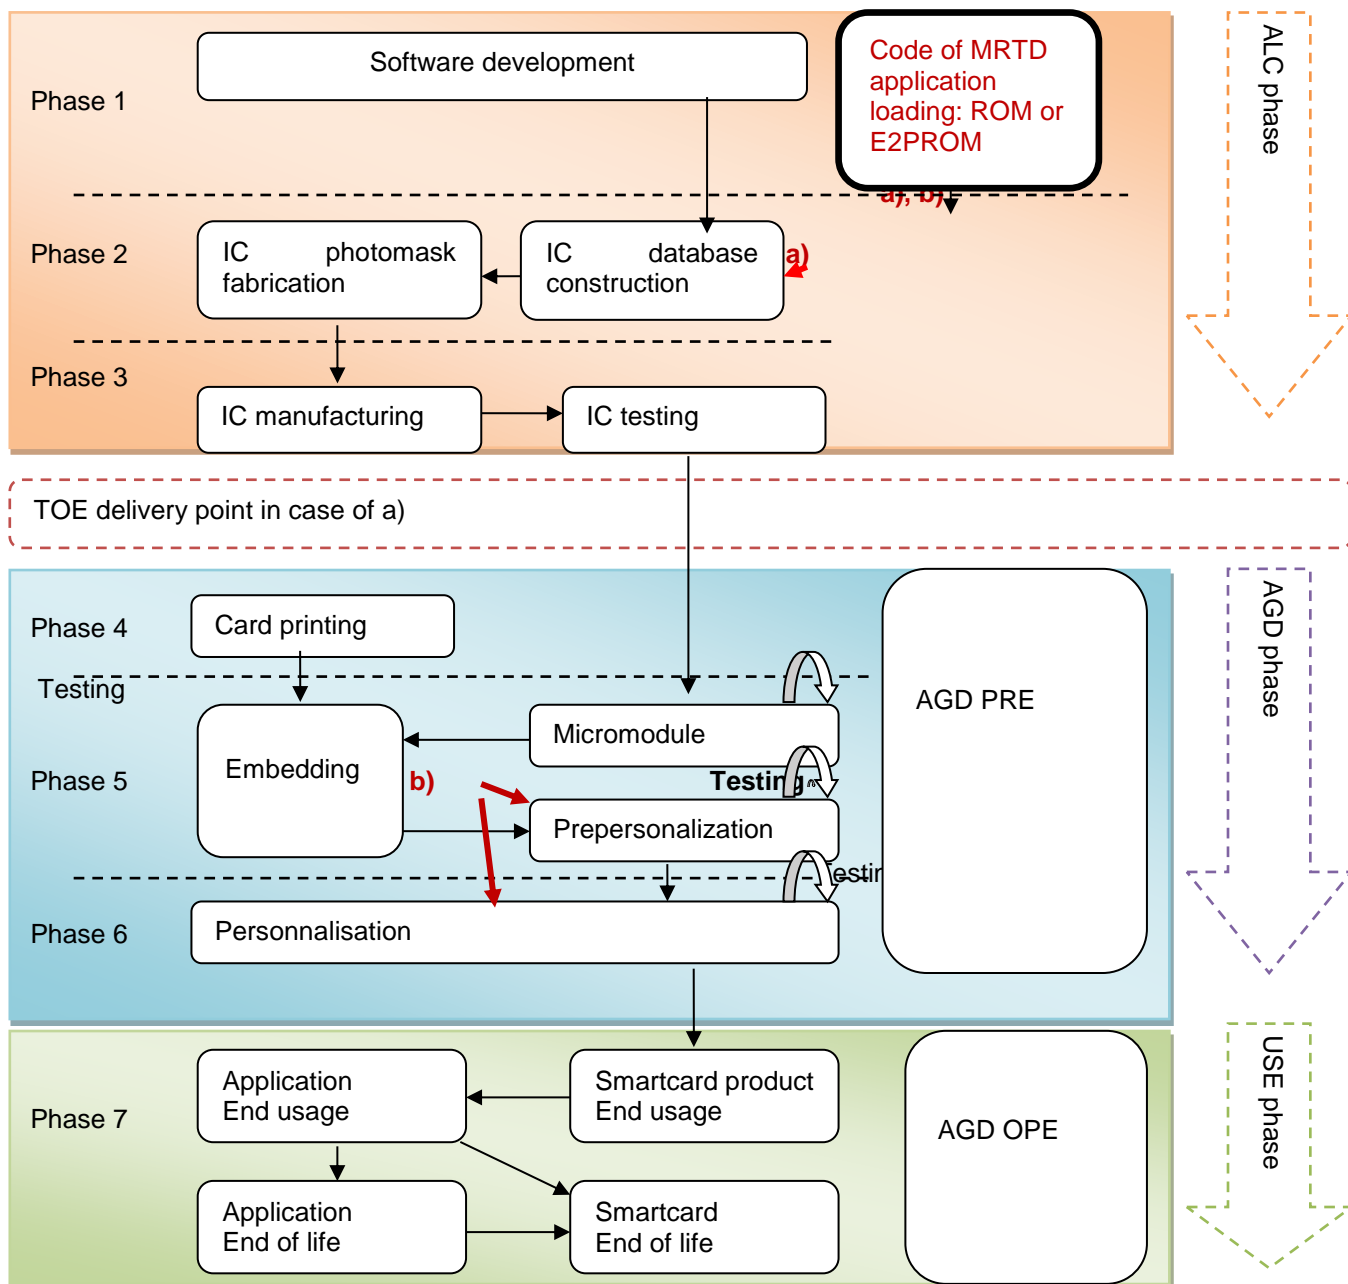 Software development
Code of MRTD
application
loading: ROM or
E2PROM
ALC phase
Phase 1
a), b)
Phase 2
IC photomask
fabrication
IC database
construction
a)
Phase 3
IC manufacturing
IC testing
TOE delivery point in case of a)
Phase 4
Card printing
AGD phase
Testing
AGD PRE
Micromodule
Embedding
Phase 5
b)
Testing
Prepersonalization
Testin
Phase 6
Personnalisation
USE phase
Application
End usage
Smartcard product
End usage
Phase 7
AGD OPE
Application
End of life
Smartcard
End of life